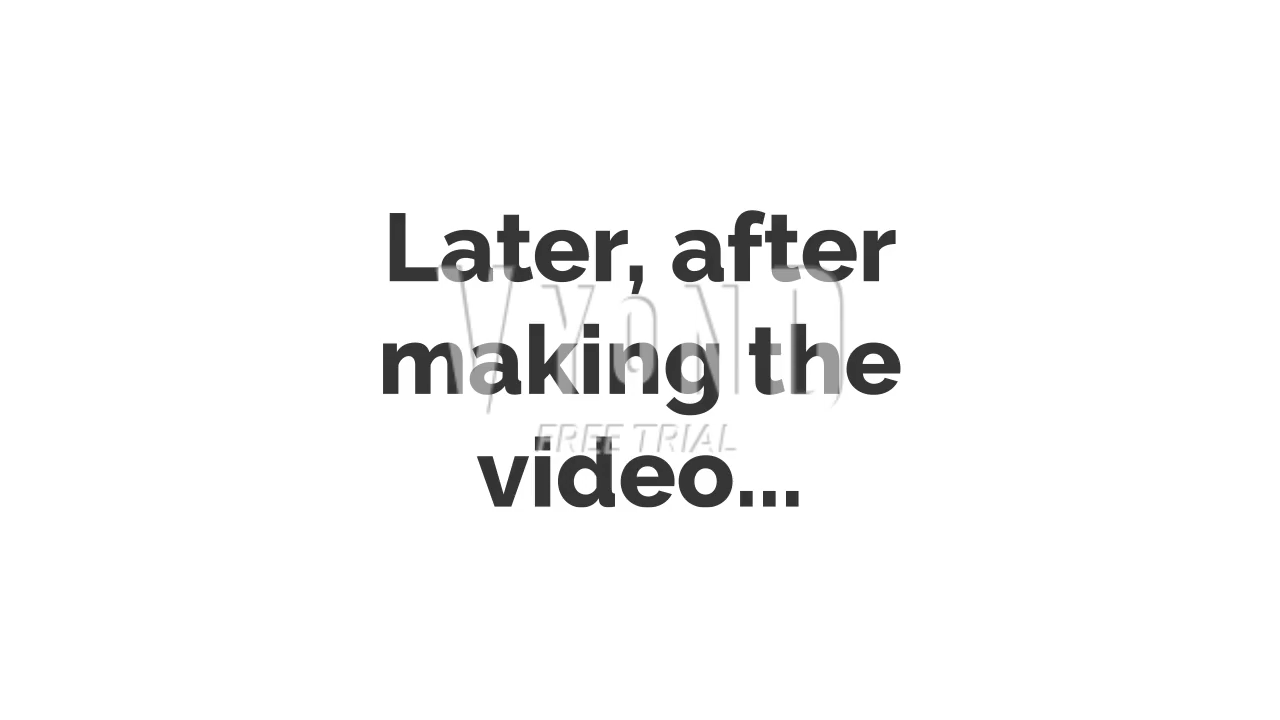 Later, after
making the
video...
VYOND
FREE TRIAL